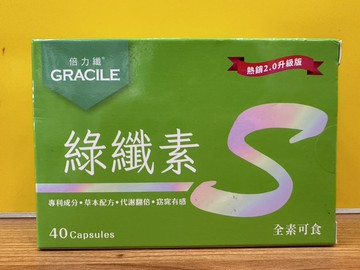 倍力纖®
GRACILE
熱銷2.0升級版
綠纖素
S
專利成分•草本配方•代謝翻倍•窈窕有感
40 Capsules
全素可食